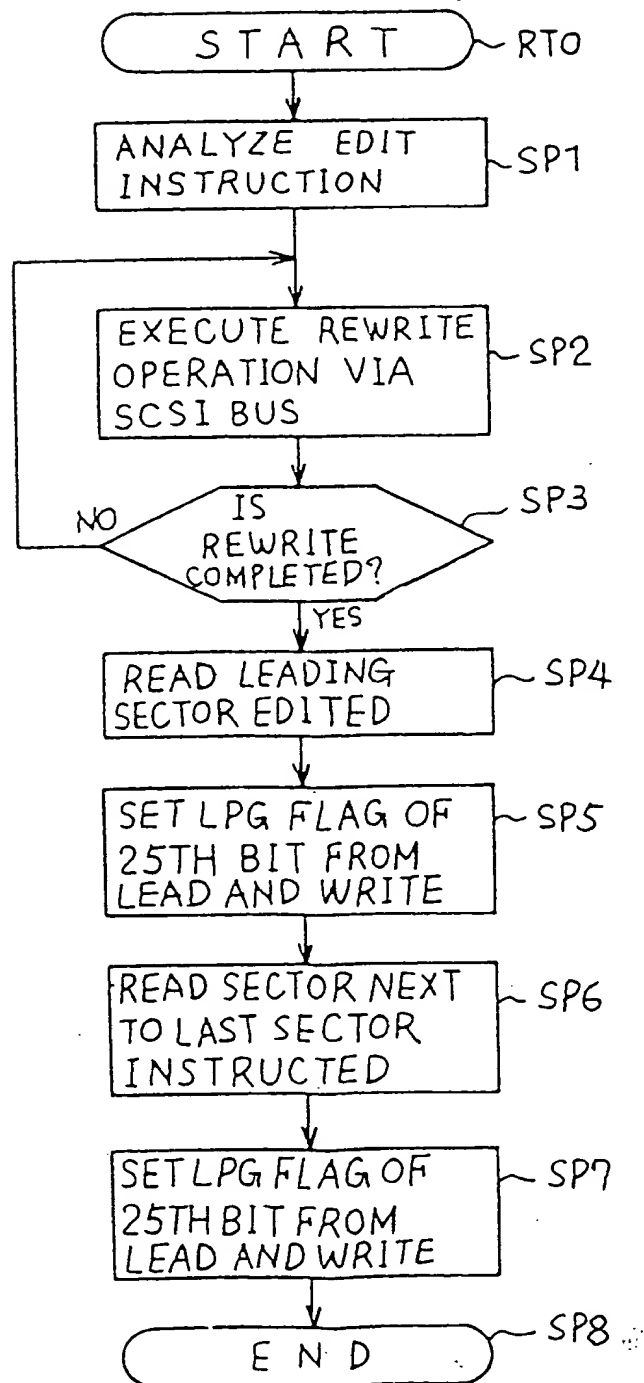 START RT0
ANALYZE EDIT
INSTRUCTION
SP1
EXECUTE REWRITE
OPERATION VIA
SCSI BUS
SP2
IS
REWRITE
COMPLETED?
SP3
NO
YES
READ LEADING
SECTOR EDITED
SP4
SET LPG FLAG OF
25TH BIT FROM
LEAD AND WRITE
SP5
READ SECTOR NEXT
TO LAST SECTOR
INSTRUCTED
SP6
SET LPG FLAG OF
25TH BIT FROM
LEAD AND WRITE
SP7
END SP8